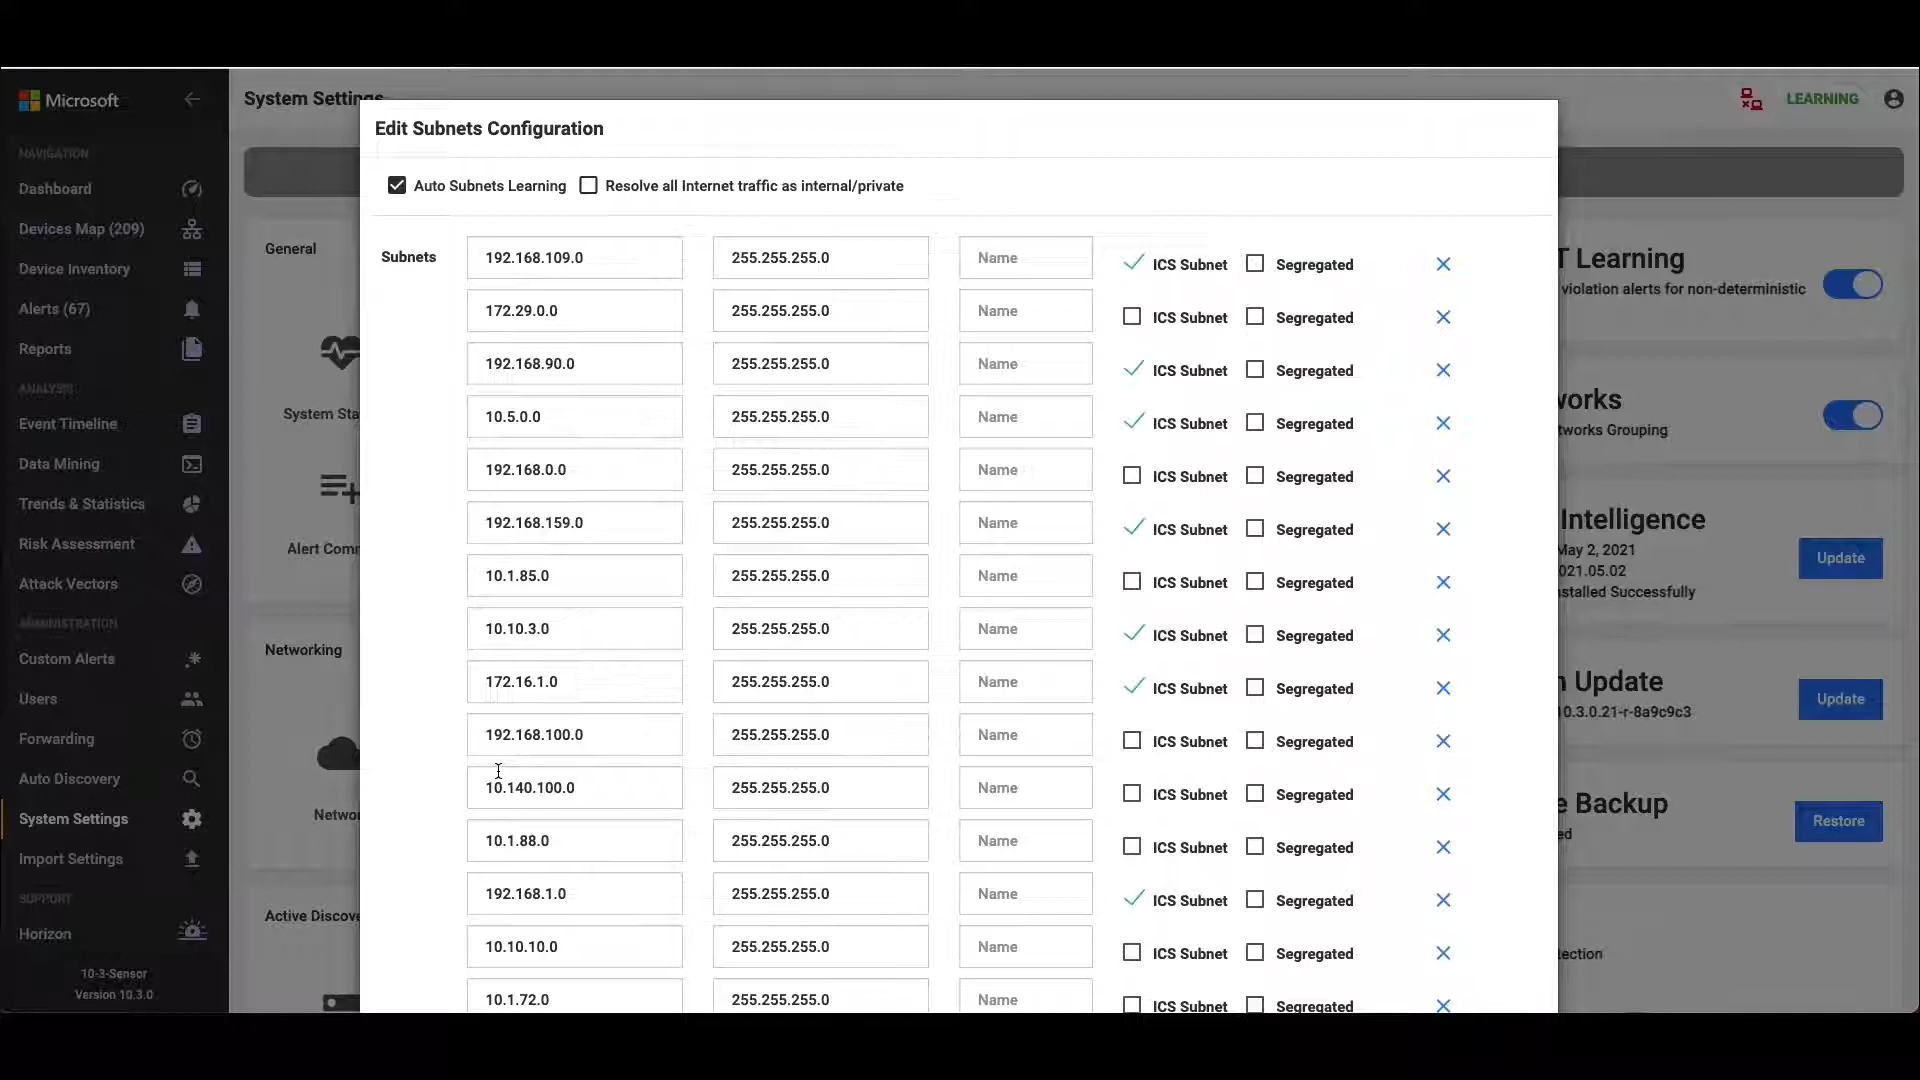 Microsoft
NAVIGATION
Dashboard
Devices Map (209)
Device Inventory
Alerts (67)
Reports
ANALYSIS
Event Timeline
Data Mining
Trends & Statistics
Risk Assessment
Attack Vectors
ADMINISTRATION
Custom Alerts
Users
Forwarding
Auto Discovery
System Settings
Import Settings
SUPPORT
Horizon
10-3-Sensor
Version 10.3.0
System Settings
LEARNING
General
System Sta
Alert Comm
Networking
Networ
Active Discove
Edit Subnets Configuration
Auto Subnets Learning Resolve all Internet traffic as internal/private
Subnets 192.168.109.0 255.255.255.0 Name ICS Subnet Segregated
172.29.0.0 255.255.255.0 Name ICS Subnet Segregated
192.168.90.0 255.255.255.0 Name ICS Subnet Segregated
10.5.0.0 255.255.255.0 Name ICS Subnet Segregated
192.168.0.0 255.255.255.0 Name ICS Subnet Segregated
192.168.159.0 255.255.255.0 Name ICS Subnet Segregated
10.1.85.0 255.255.255.0 Name ICS Subnet Segregated
10.10.3.0 255.255.255.0 Name ICS Subnet Segregated
172.16.1.0 255.255.255.0 Name ICS Subnet Segregated
192.168.100.0 255.255.255.0 Name ICS Subnet Segregated
10.140.100.0 255.255.255.0 Name ICS Subnet Segregated
10.1.88.0 255.255.255.0 Name ICS Subnet Segregated
192.168.1.0 255.255.255.0 Name ICS Subnet Segregated
10.10.10.0 255.255.255.0 Name ICS Subnet Segregated
10.1.72.0 255.255.255.0 Name ICS Subnet Segregated
T Learning
violation alerts for non-deterministic
works
tworks Grouping
Intelligence
May 2, 2021
021.05.02
nstalled Successfully
Update
n Update
10.3.0.21-r-8a9c9c3
Update
e Backup
ed
Restore
tection